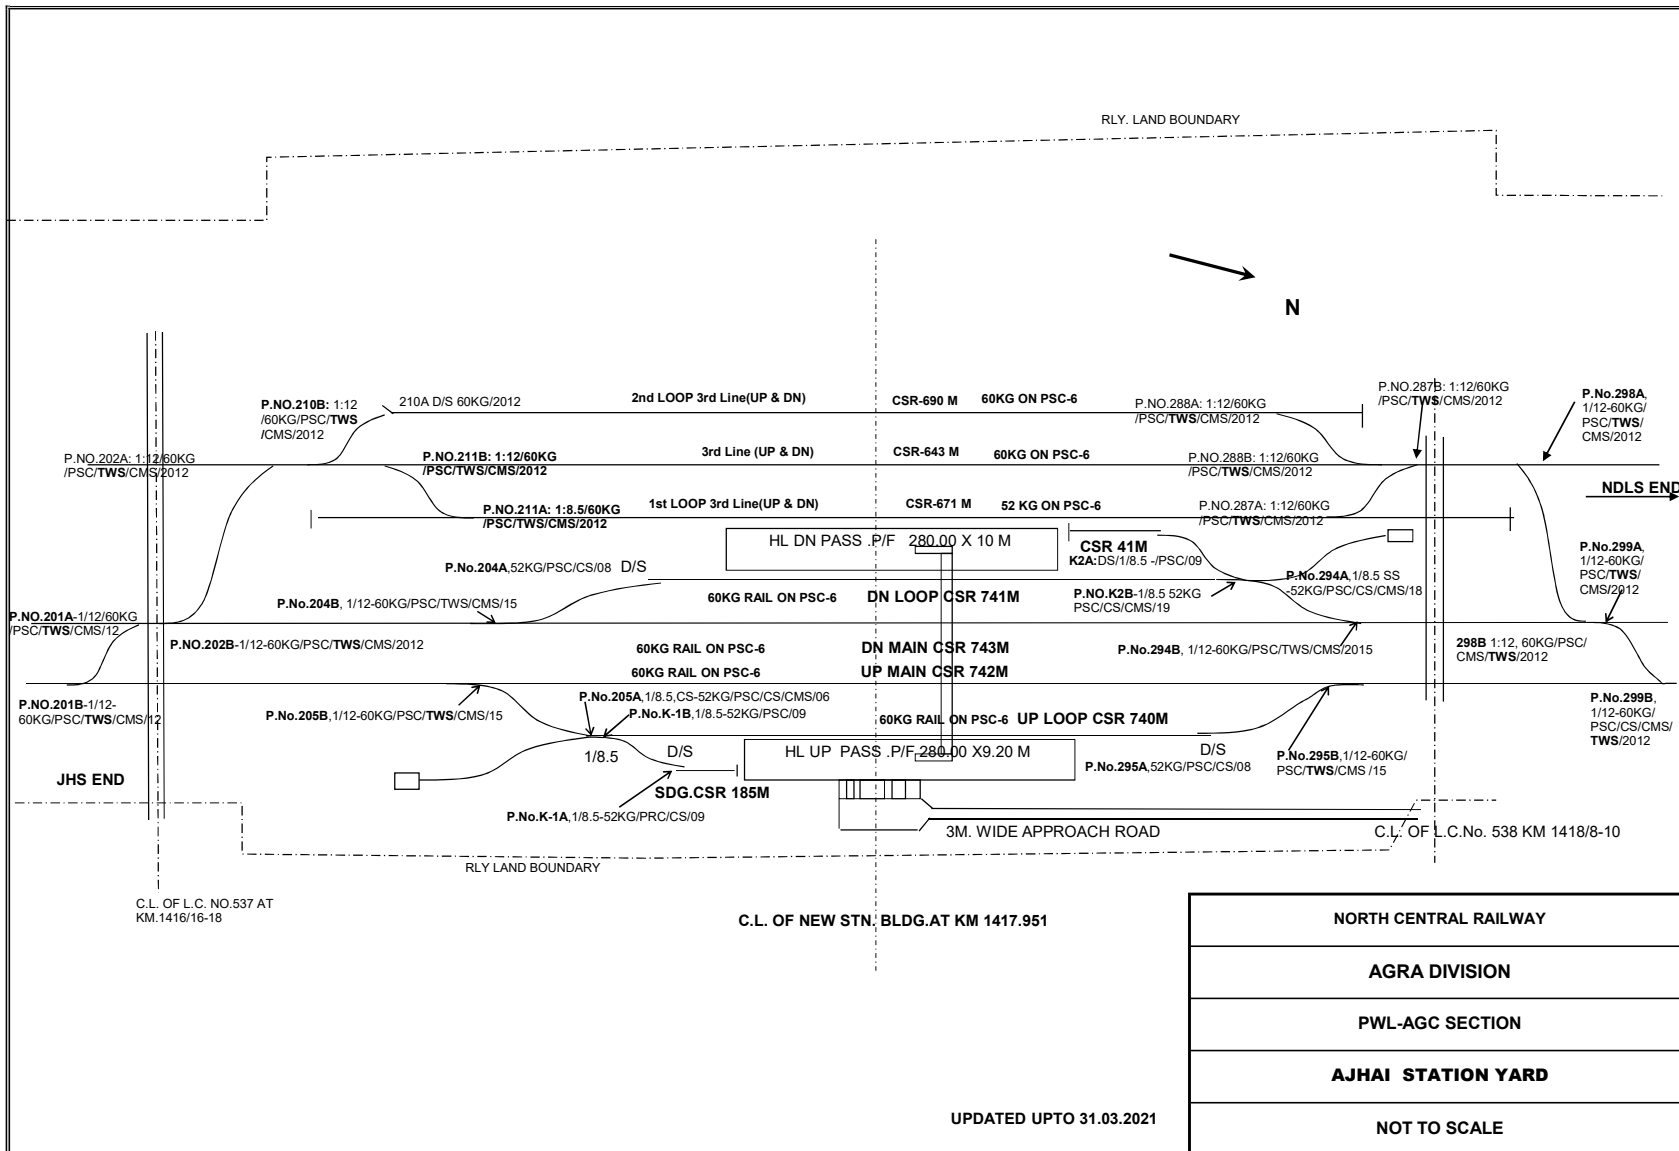 RLY. LAND BOUNDARY
N
P.NO.210B: 1:12
/60KG/PSC/TWS
/CMS/2012
210A D/S 60KG/2012
2nd LOOP 3rd Line(UP & DN)
CSR-690 M
60KG ON PSC-6
P.NO.288A: 1:12/60KG
/PSC/TWS/CMS/2012
P.NO.287B: 1:12/60KG
/PSC/TWS/CMS/2012
P.No.298A,
1/12-60KG/
PSC/TWS/
CMS/2012
P.NO.202A: 1:12/60KG
/PSC/TWS/CMS/2012
P.NO.211B: 1:12/60KG
/PSC/TWS/CMS/2012
3rd Line (UP & DN)
CSR-643 M
60KG ON PSC-6
P.NO.288B: 1:12/60KG
/PSC/TWS/CMS/2012
NDLS END
P.NO.211A: 1:8.5/60KG
/PSC/TWS/CMS/2012
1st LOOP 3rd Line(UP & DN)
CSR-671 M
52 KG ON PSC-6
P.NO.287A: 1:12/60KG
/PSC/TWS/CMS/2012
HL DN PASS .P/F 280.00 X 10 M
CSR 41M
K2A:DS/1/8.5 -/PSC/09
P.No.299A,
1/12-60KG/
PSC/TWS/
CMS/2012
P.No.204A,52KG/PSC/CS/08 D/S
P.No.294A,1/8.5 SS
-52KG/PSC/CS/CMS/18
P.No.204B, 1/12-60KG/PSC/TWS/CMS/15
60KG RAIL ON PSC-6
DN LOOP CSR 741M
P.NO.K2B-1/8.5 52KG
PSC/CS/CMS/19
P.No.201A-1/12/60KG
/PSC/TWS/CMS/12
P.NO.202B-1/12-60KG/PSC/TWS/CMS/2012
60KG RAIL ON PSC-6
DN MAIN CSR 743M
P.No.294B, 1/12-60KG/PSC/TWS/CMS/2015
298B 1:12, 60KG/PSC/
CMS/TWS/2012
60KG RAIL ON PSC-6
UP MAIN CSR 742M
P.No.201B-1/12-
60KG/PSC/TWS/CMS/12
P.No.205B,1/12-60KG/PSC/TWS/CMS/15
P.No.205A,1/8.5,CS-52KG/PSC/CS/CMS/06
P.No.K-1B,1/8.5-52KG/PSC/09
60KG RAIL ON PSC-6 UP LOOP CSR 740M
P.No.299B,
1/12-60KG/
PSC/CS/CMS/
TWS/2012
1/8.5
D/S
HL UP PASS .P/F 280.00 X9.20 M
D/S
P.No.295A,52KG/PSC/CS/08
P.No.295B,1/12-60KG/
PSC/TWS/CMS /15
JHS END
SDG.CSR 185M
P.No.K-1A,1/8.5-52KG/PRC/CS/09
3M. WIDE APPROACH ROAD
C.L. OF L.C.No. 538 KM 1418/8-10
RLY LAND BOUNDARY
C.L. OF L.C. NO.537 AT
KM.1416/16-18
C.L. OF NEW STN. BLDG.AT KM 1417.951
NORTH CENTRAL RAILWAY
AGRA DIVISION
PWL-AGC SECTION
AJHAI STATION YARD
NOT TO SCALE
UPDATED UPTO 31.03.2021